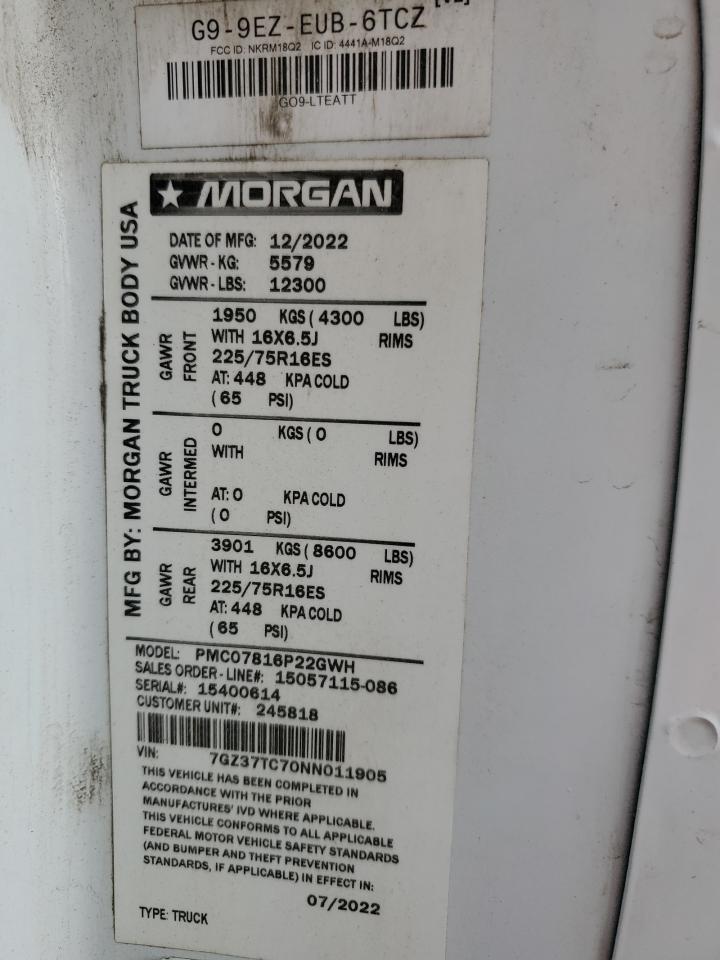 G9-9EZ-EUB-6TCZ
FCC ID: NKRM18Q2 IC ID: 4441A-M18Q2
GO9-LTEATT
MFG BY: MORGAN TRUCK BODY USA
MORGAN
DATE OF MFG: 12/2022
GVWR - KG: 5579
GVWR - LBS: 12300
GAWR FRONT
1950 KGS ( 4300 LBS)
WITH 16X6.5J RIMS
225/75R16ES
AT: 448 KPA COLD
( 65 PSI)
GAWR INTERMED
0 KGS ( 0 LBS)
WITH RIMS
AT: 0 KPA COLD
( 0 PSI)
GAWR REAR
3901 KGS ( 8600 LBS)
WITH 16X6.5J RIMS
225/75R16ES
AT: 448 KPA COLD
( 65 PSI)
MODEL: PMC07816P22GWH
SALES ORDER - LINE#: 15057115-086
SERIAL#: 15400614
CUSTOMER UNIT#: 245818
VIN: 7GZ37TC70NN011905
THIS VEHICLE HAS BEEN COMPLETED IN
ACCORDANCE WITH THE PRIOR
MANUFACTURES' IVD WHERE APPLICABLE.
THIS VEHICLE CONFORMS TO ALL APPLICABLE
FEDERAL MOTOR VEHICLE SAFETY STANDARDS
(AND BUMPER AND THEFT PREVENTION
STANDARDS, IF APPLICABLE) IN EFFECT IN:
07/2022
TYPE: TRUCK